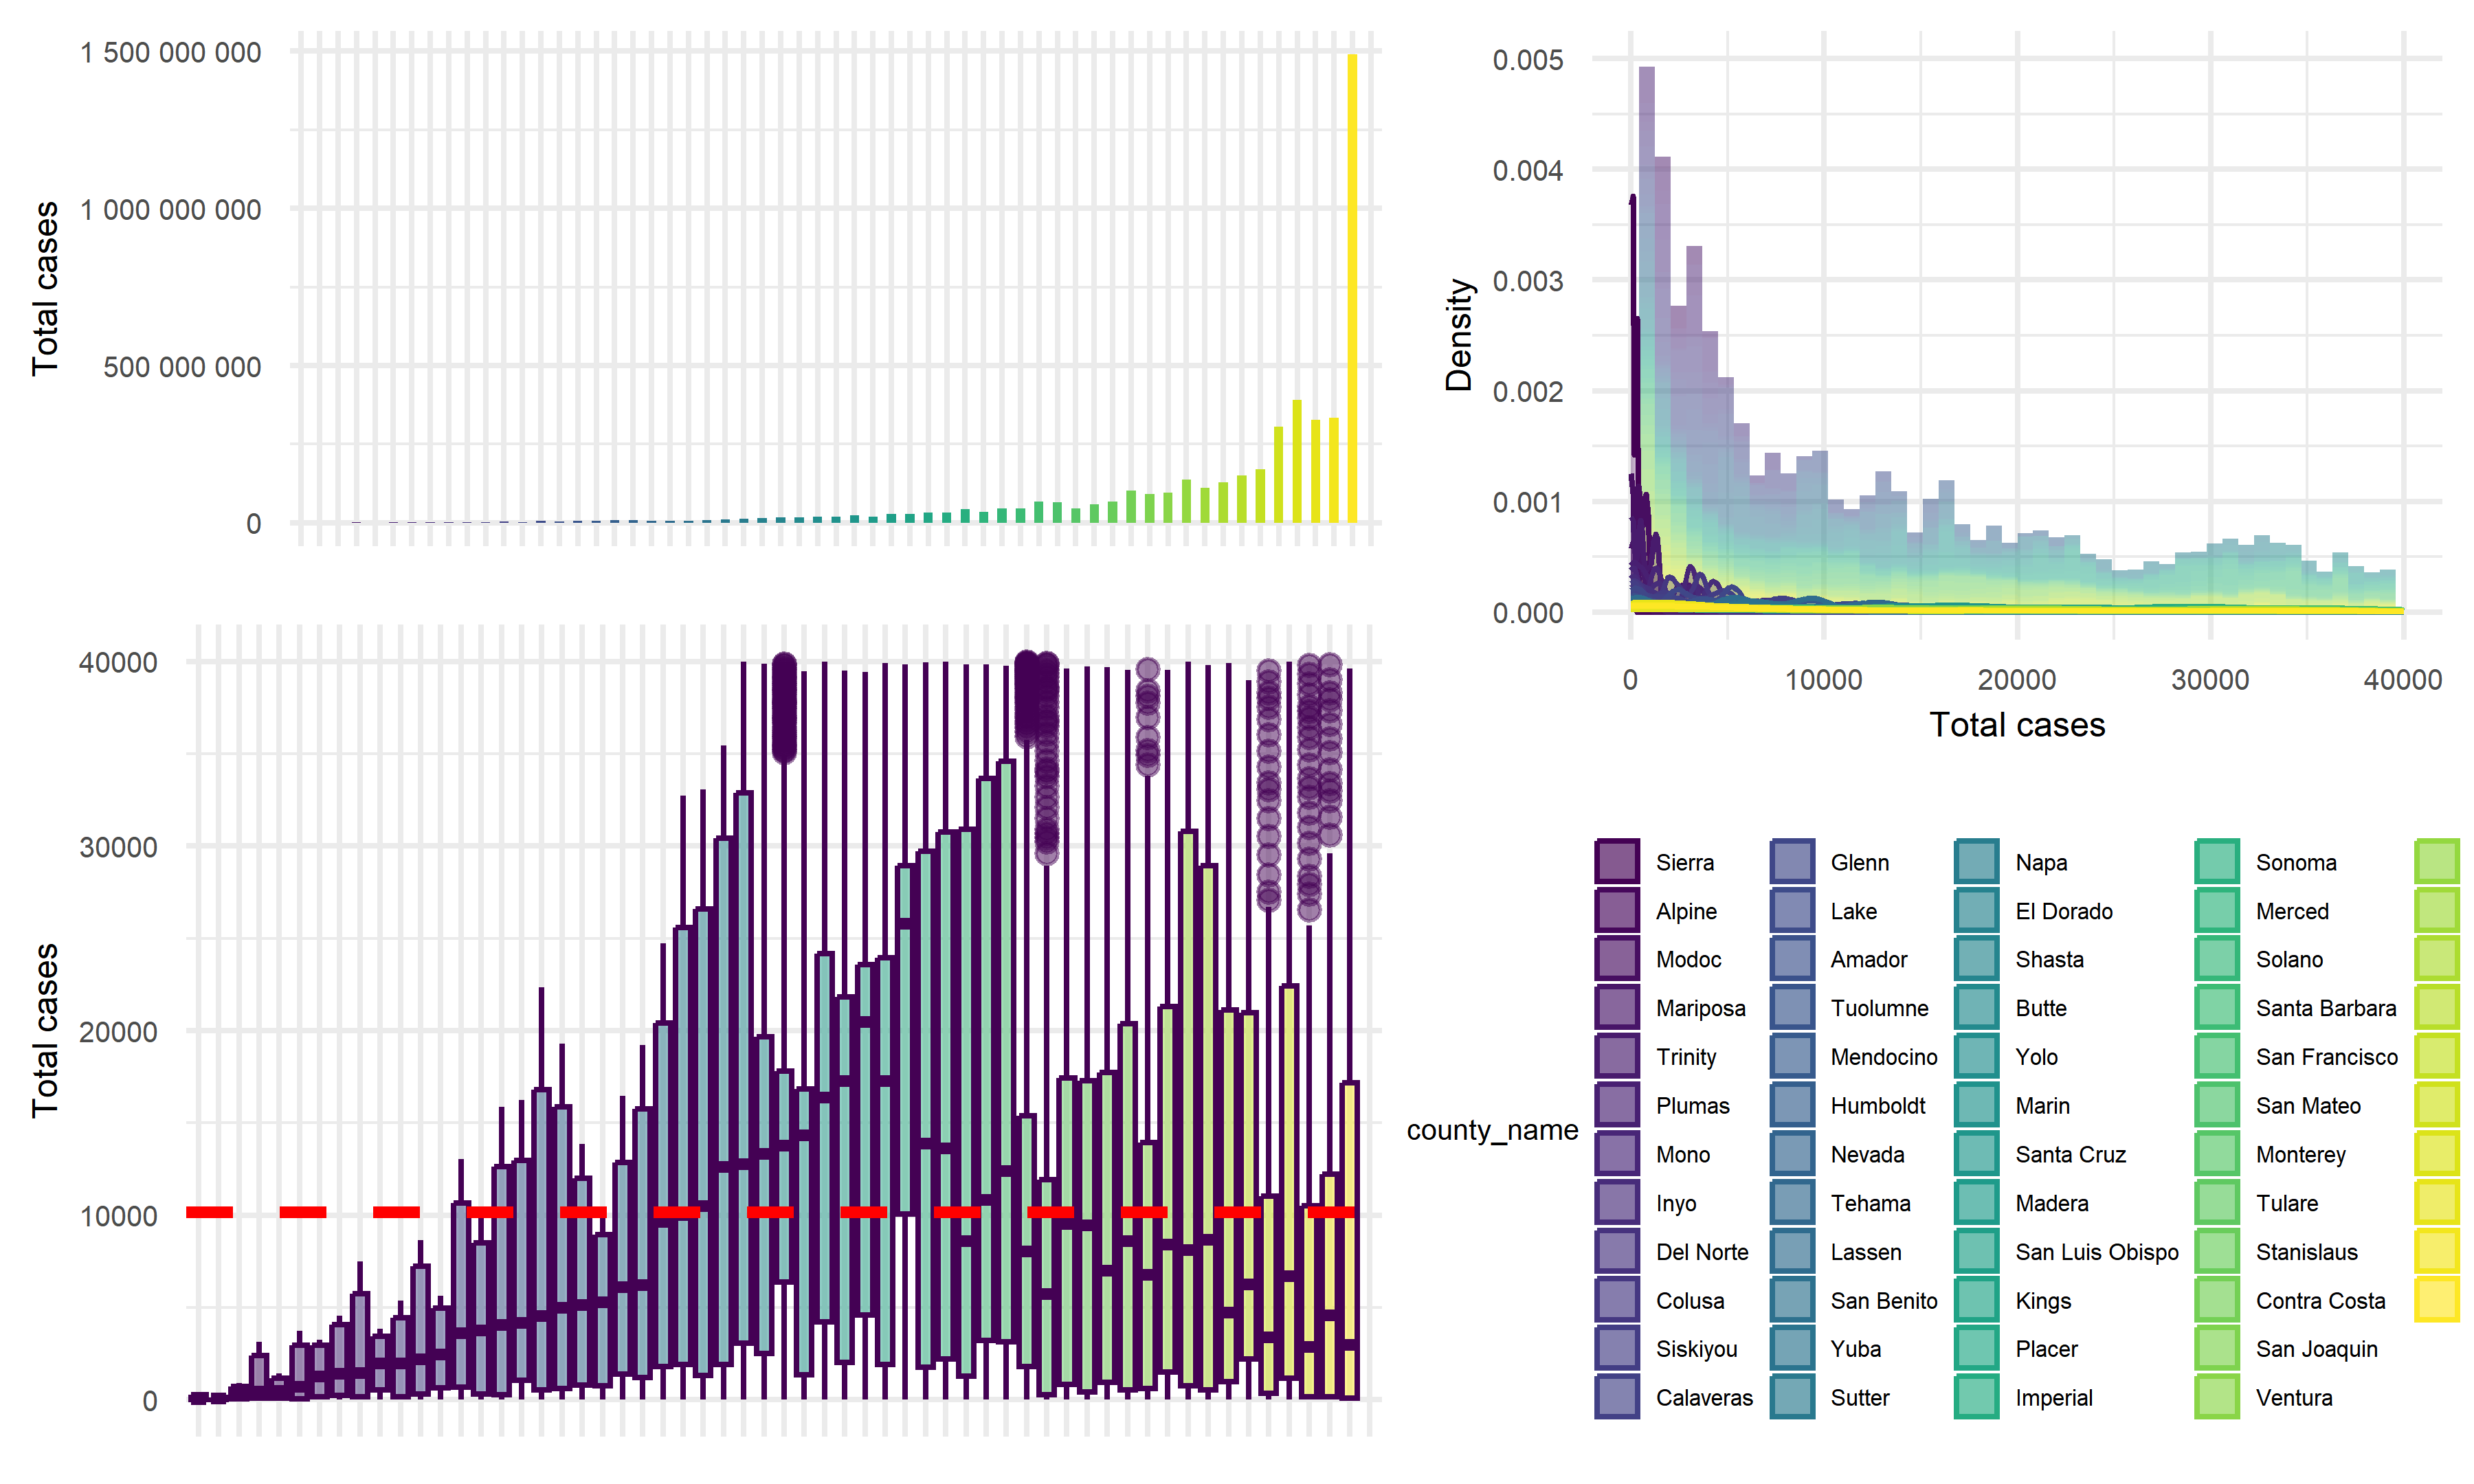 Total cases
1 500 000 000
1 000 000 000
500 000 000
0
Density
0.005
0.004
0.003
0.002
0.001
0.000
0 10000 20000 30000 40000
Total cases
Total cases
40000
30000
20000
10000
0
county_name
Sierra Glenn Napa Sonoma
Alpine Lake El Dorado Merced
Modoc Amador Shasta Solano
Mariposa Tuolumne Butte Santa Barbara
Trinity Mendocino Yolo San Francisco
Plumas Humboldt Marin San Mateo
Mono Nevada Santa Cruz Monterey
Inyo Tehama Madera Tulare
Del Norte Lassen San Luis Obispo Stanislaus
Colusa San Benito Kings Contra Costa
Siskiyou Yuba Placer San Joaquin
Calaveras Sutter Imperial Ventura